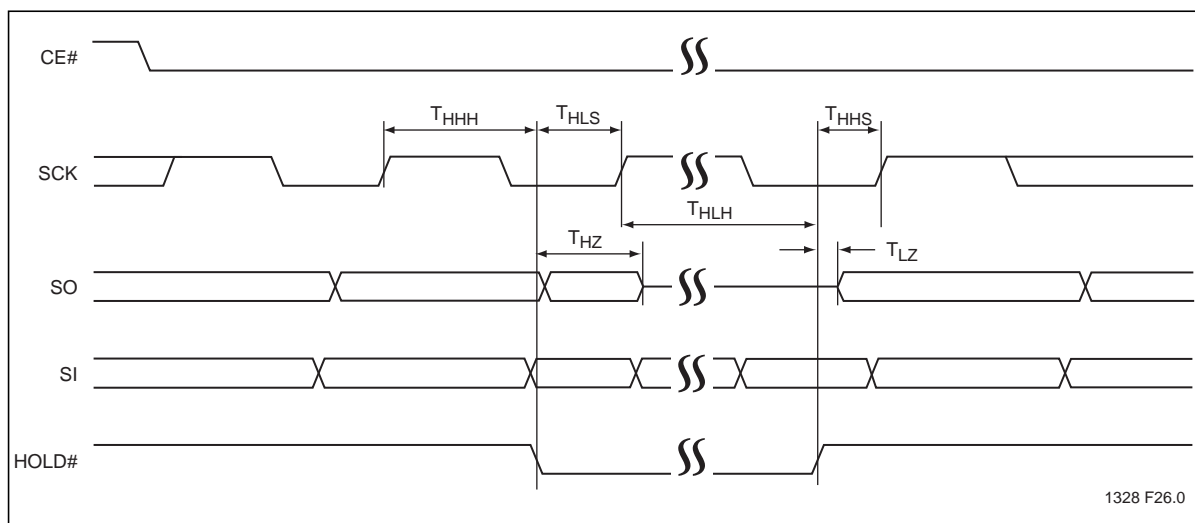 CE#
THHH
THLS
THHS
SCK
THLH
THZ
TLZ
SO
SI
HOLD#
1328 F26.0